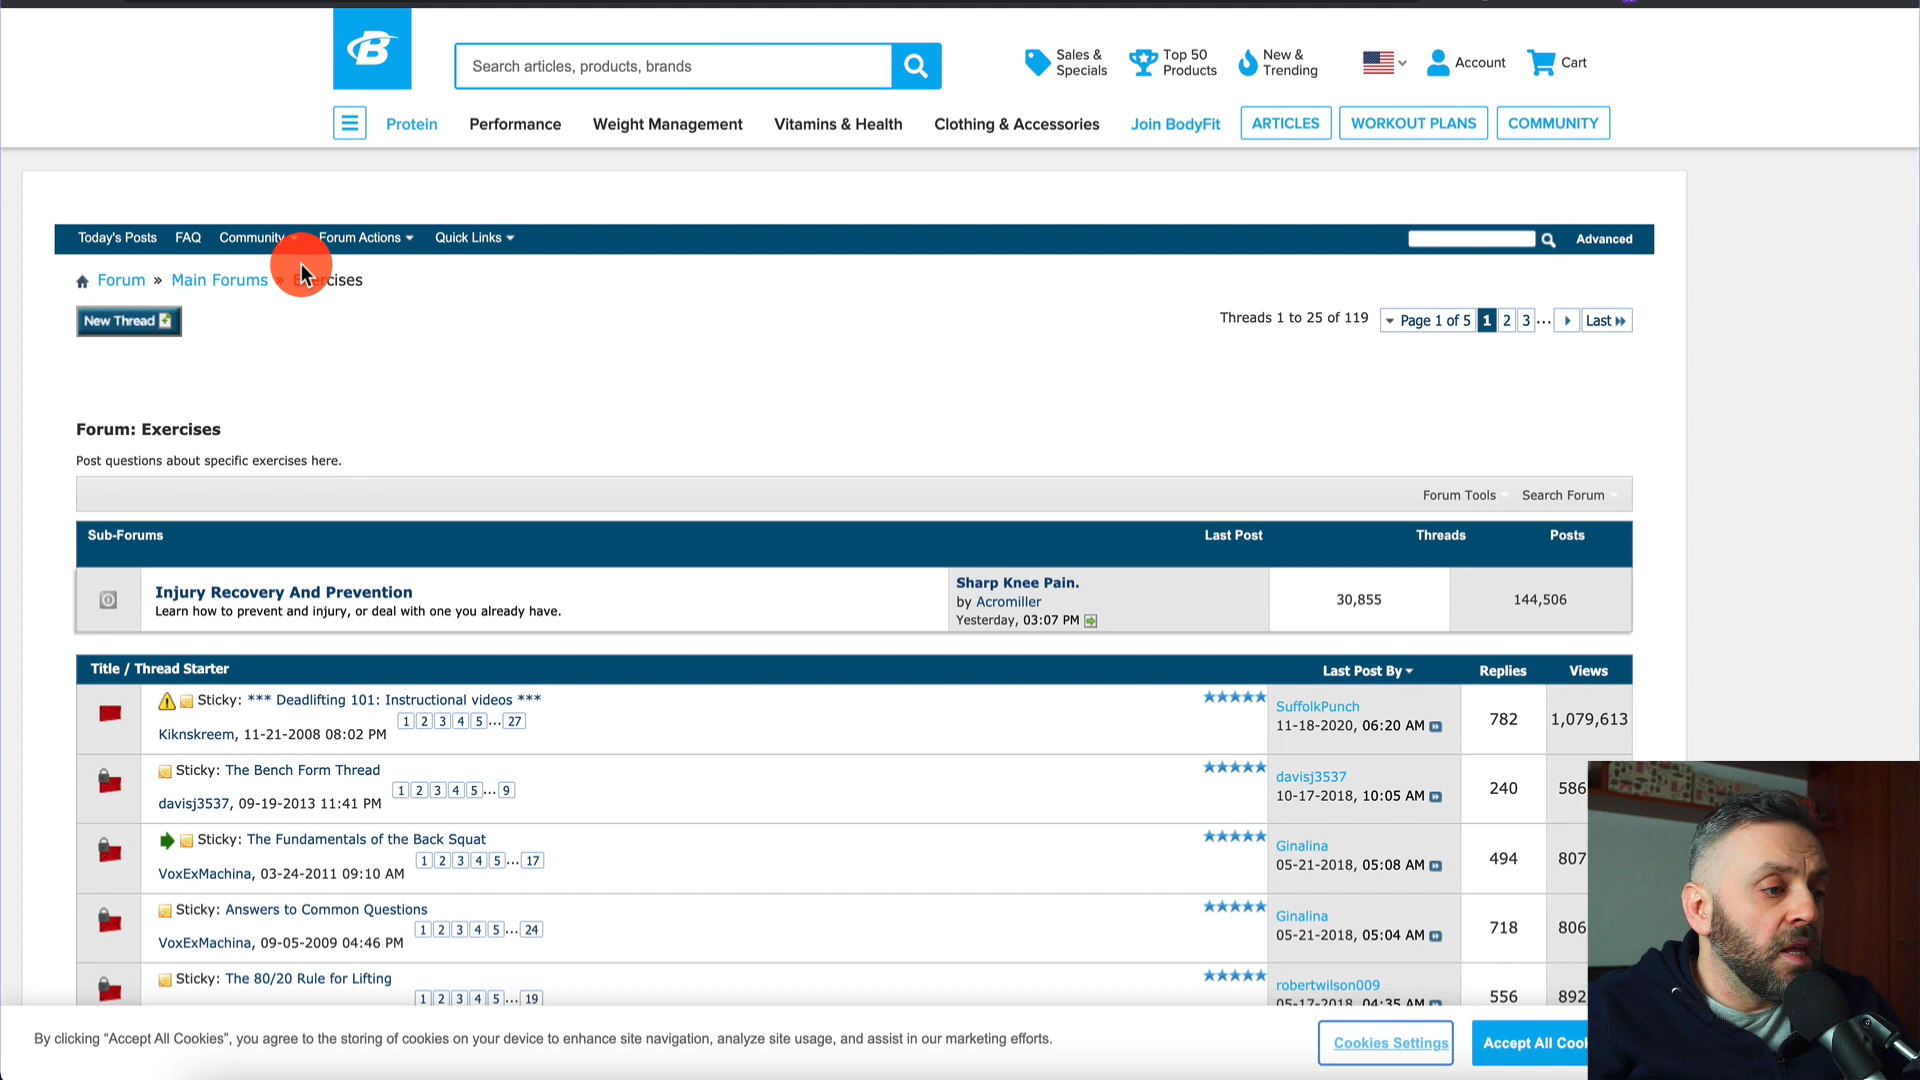 B
Search articles, products, brands
Sales &
Specials
Top 50
Products
New &
Trending
Account
Cart
Protein
Performance
Weight Management
Vitamins & Health
Clothing & Accessories
Join BodyFit
ARTICLES
WORKOUT PLANS
COMMUNITY
Today's Posts
FAQ
Community
Forum Actions
Quick Links
Advanced
Forum » Main Forums » Exercises
New Thread
Threads 1 to 25 of 119
Page 1 of 5 1 2 3 ... Last
Forum: Exercises
Post questions about specific exercises here.
Forum Tools
Search Forum
Sub-Forums
Last Post
Threads
Posts
Injury Recovery And Prevention
Learn how to prevent and injury, or deal with one you already have.
Sharp Knee Pain.
by Acromiller
Yesterday, 03:07 PM
30,855
144,506
Title / Thread Starter
Last Post By
Replies
Views
Sticky: *** Deadlifting 101: Instructional videos ***
1 2 3 4 5 ... 27
Kiknskreem, 11-21-2008 08:02 PM
SuffolkPunch
11-18-2020, 06:20 AM
782
1,079,613
Sticky: The Bench Form Thread
1 2 3 4 5 ... 9
davisj3537, 09-19-2013 11:41 PM
davisj3537
10-17-2018, 10:05 AM
240
586
Sticky: The Fundamentals of the Back Squat
1 2 3 4 5 ... 17
VoxExMachina, 03-24-2011 09:10 AM
Ginalina
05-21-2018, 05:08 AM
494
807
Sticky: Answers to Common Questions
1 2 3 4 5 ... 24
VoxExMachina, 09-05-2009 04:46 PM
Ginalina
05-21-2018, 05:04 AM
718
806
Sticky: The 80/20 Rule for Lifting
1 2 3 4 5 ... 19
robertwilson009
05-17-2018, 04:35 AM
556
892
By clicking “Accept All Cookies”, you agree to the storing of cookies on your device to enhance site navigation, analyze site usage, and assist in our marketing efforts.
Cookies Settings
Accept All